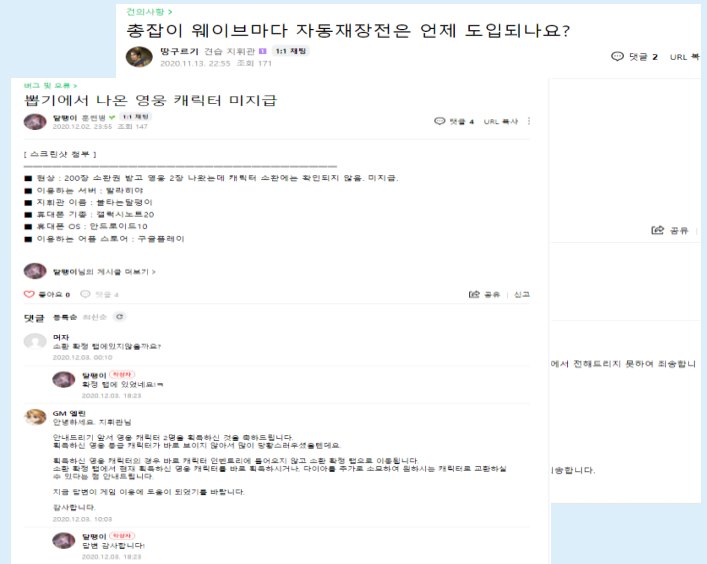 건의사항 >
총잡이 웨이브마다 자동재장전은 언제 도입되나요?
땅구르기 견습 지휘관 1:1 채팅
2020.11.13. 22:55 조회 171
댓글 2 URL 복
버그 및 오류 >
뽑기에서 나온 영웅 캐릭터 미지급
달팽이 훈련병 1:1 채팅
2020.12.02. 23:55 조회 147
댓글 4 URL 복사
[ 스크린샷 첨부 ]
■ 현상 : 200장 소환권 받고 영웅 2장 나왔는데 캐릭터 소환에는 확인되지 않음. 미지급.
■ 이용하는 서버 : 발라히야
■ 지휘관 이름 : 불타는달팽이
■ 휴대폰 기종 : 갤럭시노트20
■ 휴대폰 OS : 안드로이드10
■ 이용하는 어플 스토어 : 구글플레이
달팽이님의 게시글 더보기 >
좋아요 0 댓글 4
공유 신고
댓글 등록순 최신순
머자
소환 확정 탭에있지않을까요?
2020.12.03. 00:10
달팽이 작성자
확정 탭에 있었네요!ㅋ
2020.12.03. 18:23
GM 엘린
안녕하세요. 지휘관님
안내드리기 앞서 영웅 캐릭터 2명을 획득하신 것을 축하드립니다.
획득하신 영웅 등급 캐릭터가 바로 보이지 않아서 많이 당황스러우셨을텐데요.
획득하신 영웅 캐릭터의 경우 바로 캐릭터 인벤토리에 들어오지 않고 소환 확정 탭으로 이동됩니다.
소환 확정 탭에서 현재 획득하신 영웅 캐릭터를 바로 획득하시거나, 다이아를 추가로 소모하여 원하시는 캐릭터로 교환하실
수 있다는 점 안내드립니다.
지금 답변이 게임 이용에 도움이 되었기를 바랍니다.
감사합니다.
2020.12.03. 10:03
달팽이 작성자
답변 감사합니다!
2020.12.03. 18:23
공유
에서 전해드리지 못하여 죄송합니
송합니다.